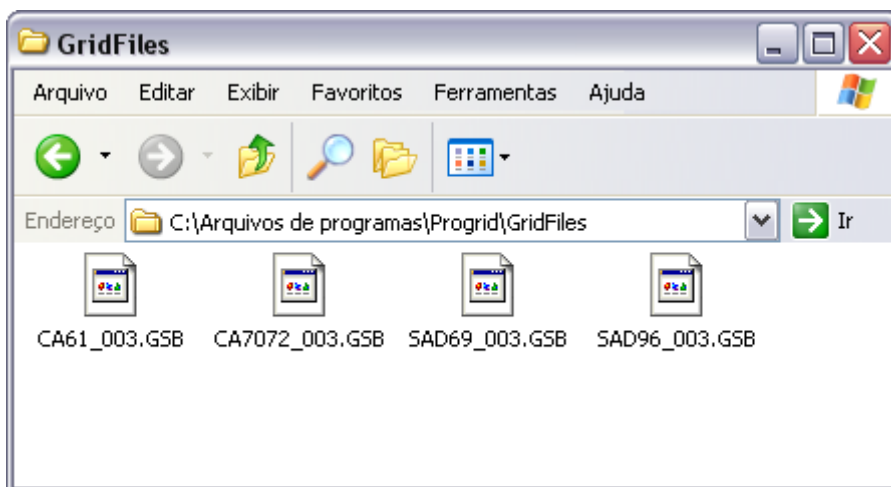 GridFiles
Arquivo Editar Exibir Favoritos Ferramentas Ajuda
Endereço C:\Arquivos de programas\Progrid\GridFiles Ir
CA61_003.GSB CA7072_003.GSB SAD69_003.GSB SAD96_003.GSB